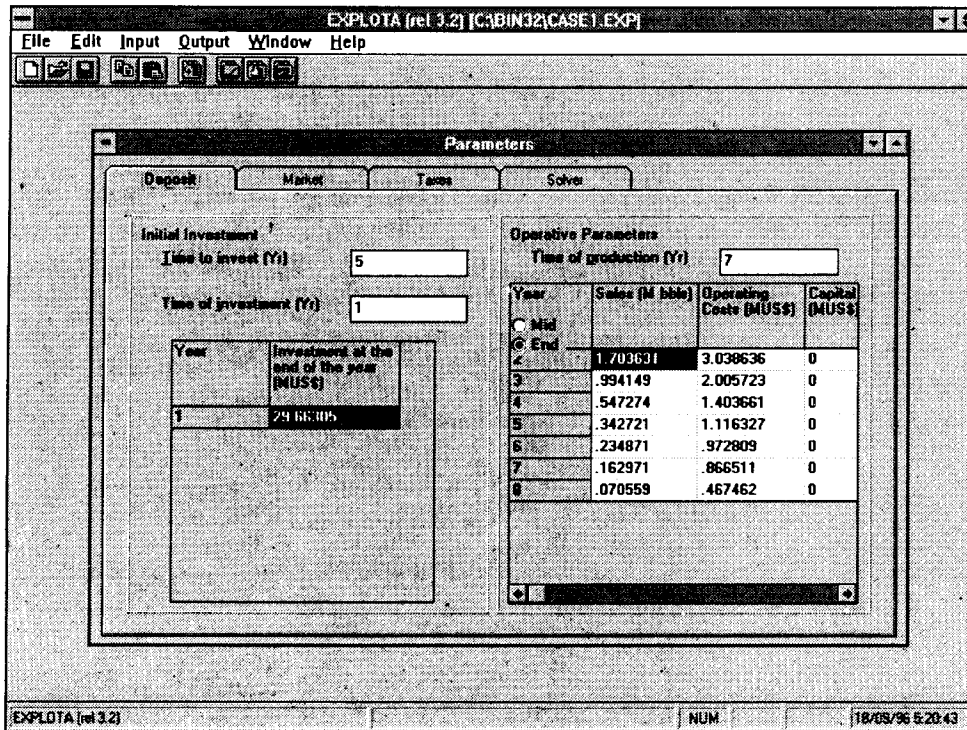 EXPLOTA (rel 3.2) [C:\BIN32\CASE1.EXP]
File Edit Input Output Window Help
Parameters
Deposit Market Taxes Solver
Initial Investment
Time to invest (Yr) 5
Time of investment (Yr) 1
Year Investment at the end of the year (MUS$)
1 29.66305
Operative Parameters
Time of production (Yr) 7
Year Sales (M bbls) Operating Costs (MUS$) Capital (MUS$)
Mid
End
2 1.703631 3.038636 0
3 .994149 2.005723 0
4 .547274 1.403661 0
5 .342721 1.116327 0
6 .234871 .972809 0
7 .162971 .866511 0
8 .070559 .467462 0
EXPLOTA (rel 3.2) NUM 18/09/96 5:20:43